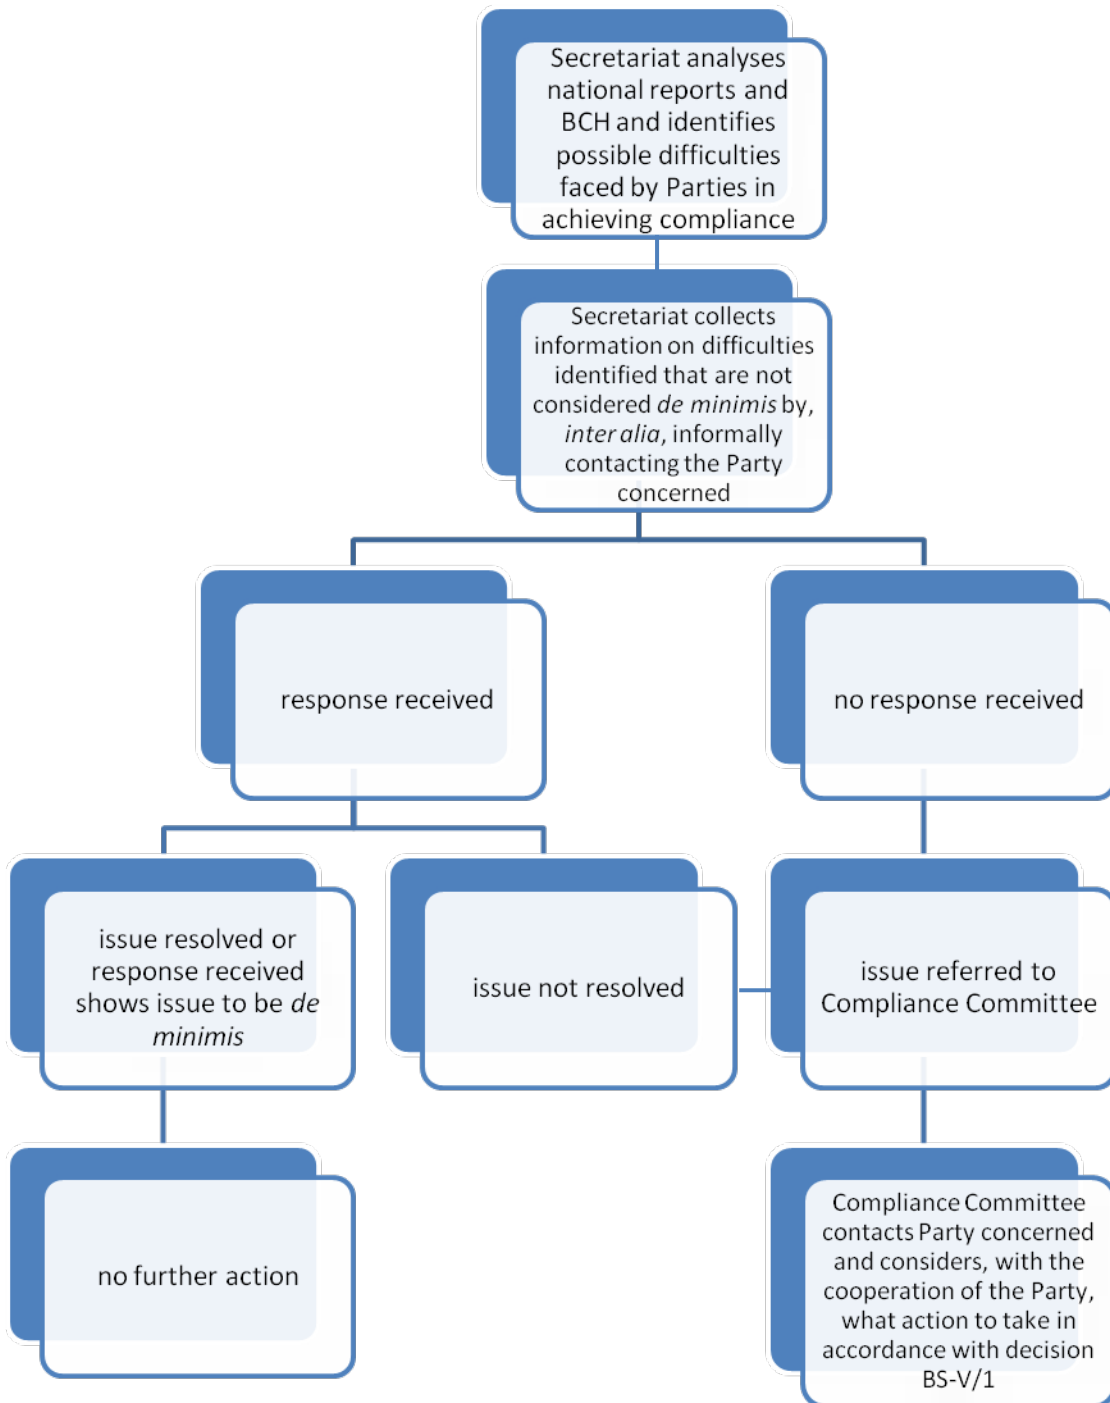 Secretariat analyses
national reports and
BCH and identifies
possible difficulties
faced by Parties in
achieving compliance
Secretariat collects
information on difficulties
identified that are not
considered de minimis by,
inter alia, informally
contacting the Party
concerned
response received
no response received
issue resolved or
response received
shows issue to be de
minimis
issue not resolved
issue referred to
Compliance Committee
no further action
Compliance Committee
contacts Party concerned
and considers, with the
cooperation of the Party,
what action to take in
accordance with decision
BS-V/1